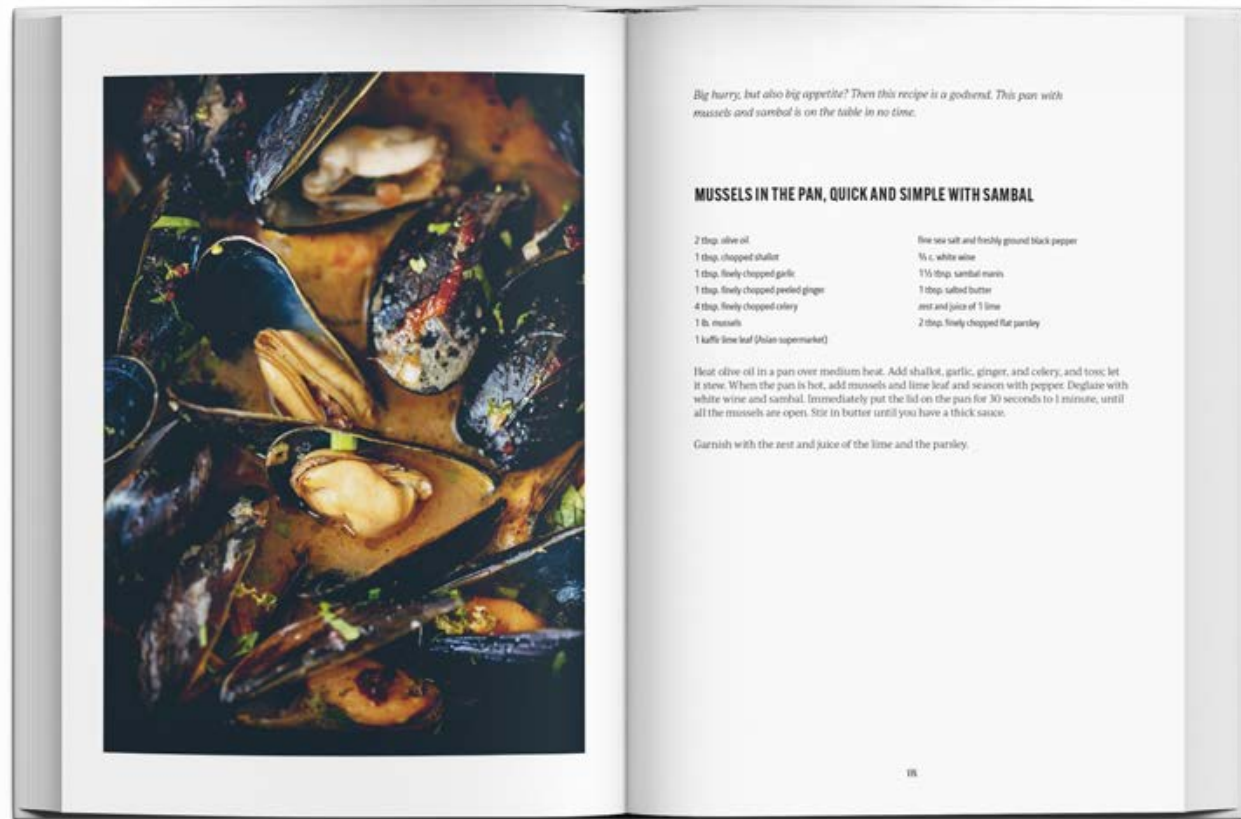 Big hurry, but also big appetite? Then this recipe is a godsend. This pan with
mussels and sambal is on the table in no time.
MUSSELS IN THE PAN, QUICK AND SIMPLE WITH SAMBAL
2 tbsp. olive oil
1 tbsp. chopped shallot
1 tbsp. finely chopped garlic
1 tbsp. finely chopped peeled ginger
4 tbsp. finely chopped celery
1 lb. mussels
1 kaffir lime leaf (Asian supermarket)
fine sea salt and freshly ground black pepper
c. white wine
1½ tbsp. sambal manis
1 tbsp. salted butter
zest and juice of 1 lime
2 tbsp. finely chopped flat parsley
Heat olive oil in a pan over medium heat. Add shallot, garlic, ginger, and celery, and toss; let
it stew. When the pan is hot, add mussels and lime leaf and season with pepper. Deglaze with
white wine and sambal. Immediately put the lid on the pan for 30 seconds to 1 minute, until
all the mussels are open. Stir in butter until you have a thick sauce.
Garnish with the zest and juice of the lime and the parsley.